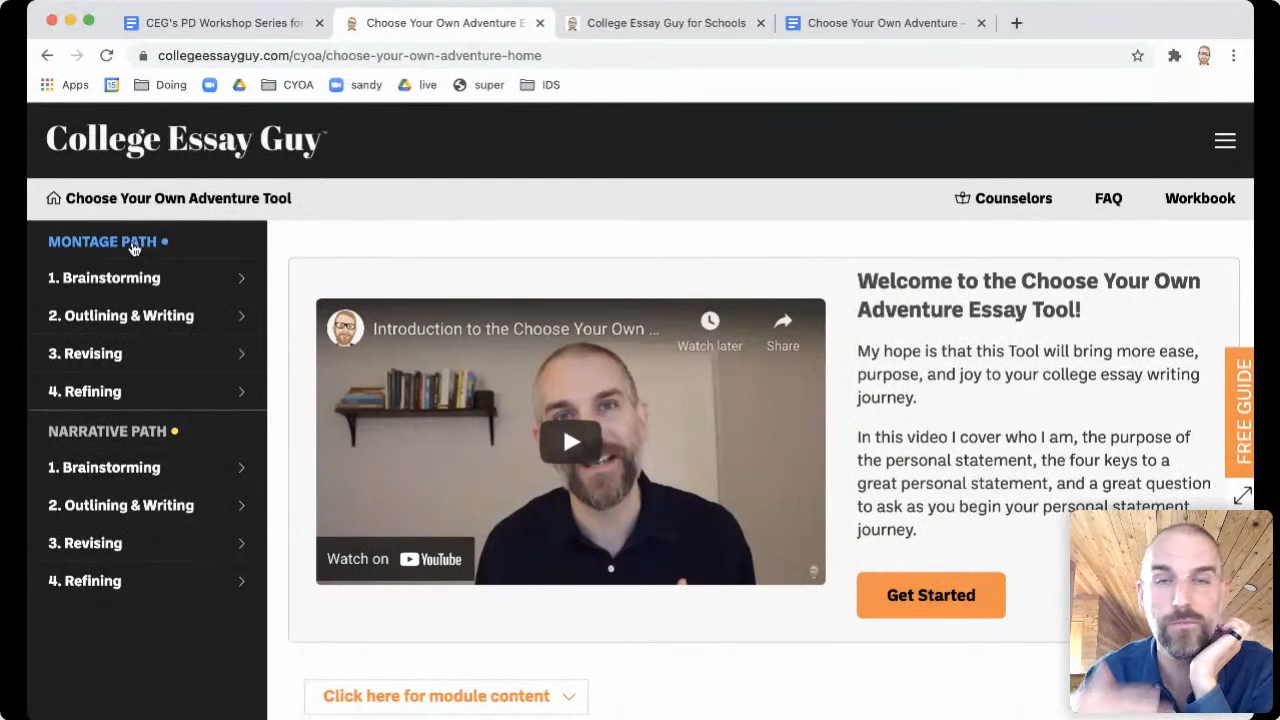 CEG's PD Workshop Series for
Choose Your Own Adventure E
College Essay Guy for Schools
Choose Your Own Adventure -
collegeessayguy.com/cyoa/choose-your-own-adventure-home
Apps
Doing
CYOA
sandy
live
super
IDS
College Essay Guy™
Choose Your Own Adventure Tool
Counselors
FAQ
Workbook
MONTAGE PATH
1. Brainstorming
2. Outlining & Writing
3. Revising
4. Refining
NARRATIVE PATH
1. Brainstorming
2. Outlining & Writing
3. Revising
4. Refining
Introduction to the Choose Your Own ...
Watch later
Share
Watch on YouTube
Welcome to the Choose Your Own
Adventure Essay Tool!
My hope is that this Tool will bring more ease,
purpose, and joy to your college essay writing
journey.
In this video I cover who I am, the purpose of
the personal statement, the four keys to a
great personal statement, and a great question
to ask as you begin your personal statement
journey.
Get Started
FREE GUIDE
Click here for module content